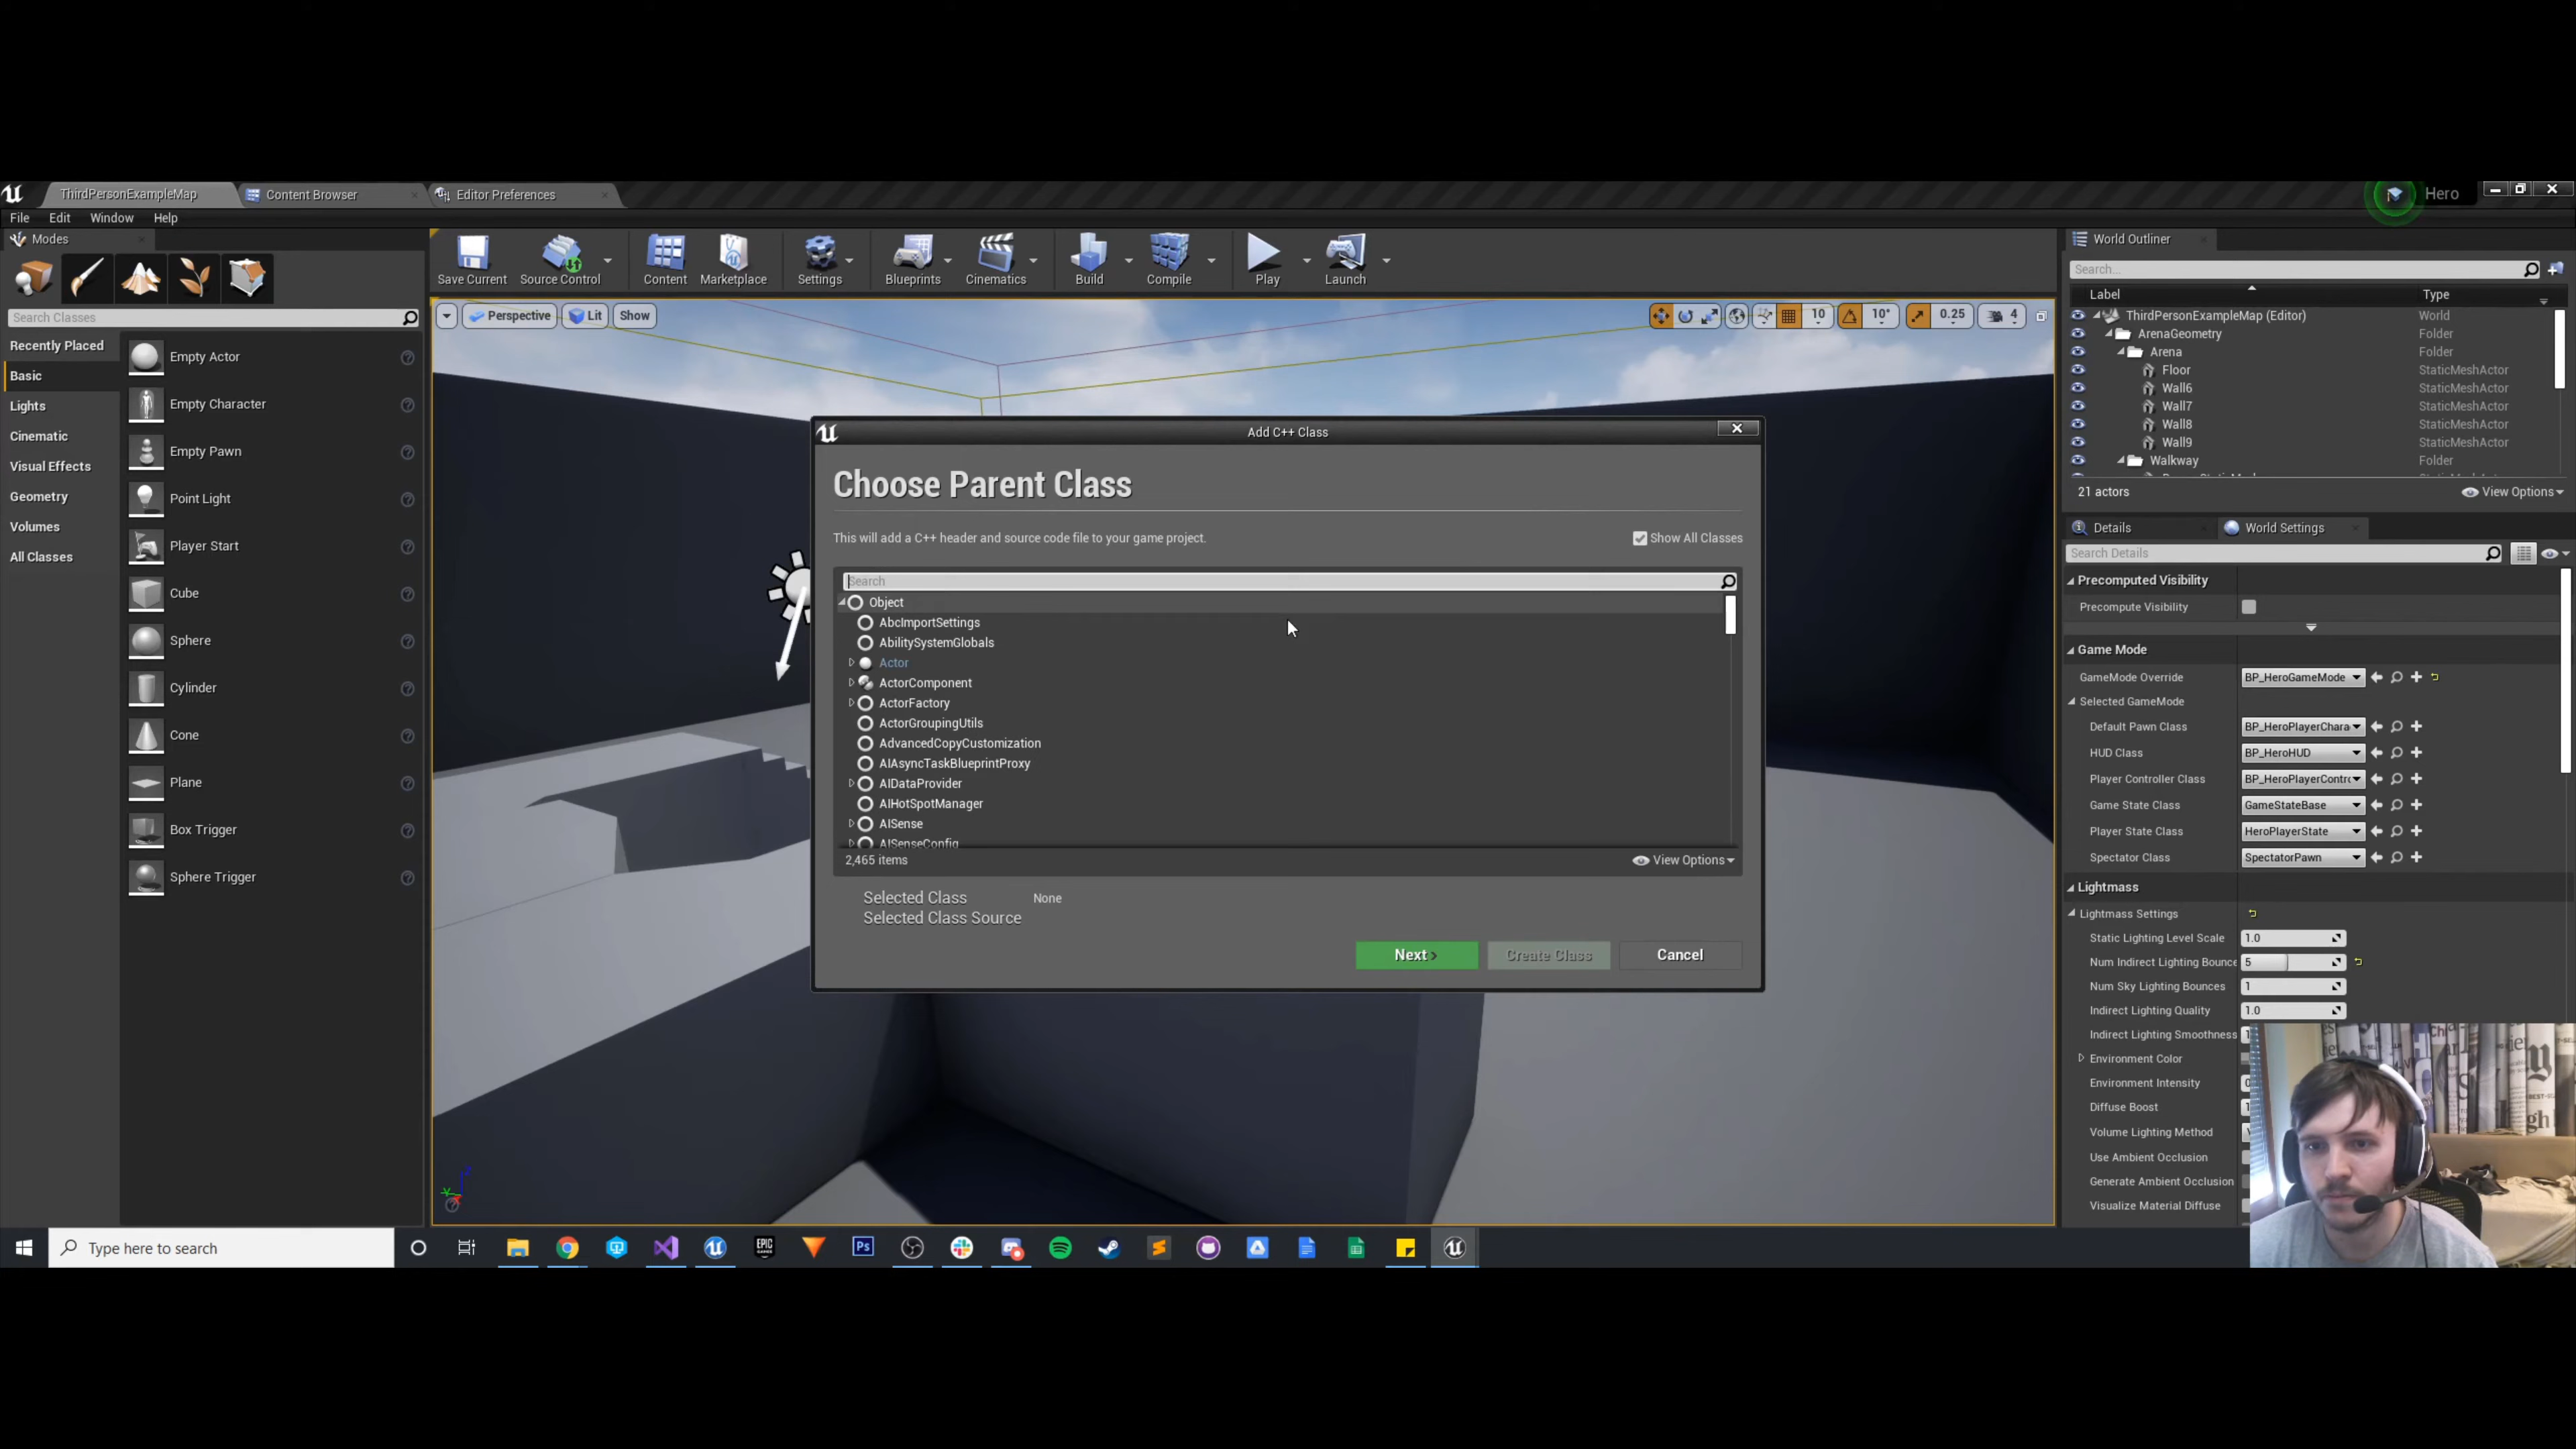 ThirdPersonExampleMap Content Browser Editor Preferences Hero
File Edit Window Help
Modes
Search Classes
Recently Placed
Basic
Lights
Cinematic
Visual Effects
Geometry
Volumes
All Classes
Empty Actor
Empty Character
Empty Pawn
Point Light
Player Start
Cube
Sphere
Cylinder
Cone
Plane
Box Trigger
Sphere Trigger
Save Current Source Control Content Marketplace Settings Blueprints Cinematics Build Compile Play Launch
Perspective Lit Show 10 10° 0.25 4
Add C++ Class
Choose Parent Class
This will add a C++ header and source code file to your game project. Show All Classes
Search
Object
AbcImportSettings
AbilitySystemGlobals
Actor
ActorComponent
ActorFactory
ActorGroupingUtils
AdvancedCopyCustomization
AIAsyncTaskBlueprintProxy
AIDataProvider
AIHotSpotManager
AISense
AISenseConfig
2,465 items View Options
Selected Class None
Selected Class Source
Next > Create Class Cancel
World Outliner
Search...
Label Type
ThirdPersonExampleMap (Editor) World
ArenaGeometry Folder
Arena Folder
Floor StaticMeshActor
Wall6 StaticMeshActor
Wall7 StaticMeshActor
Wall8 StaticMeshActor
Wall9 StaticMeshActor
Walkway Folder
21 actors View Options
Details World Settings
Search Details
Precomputed Visibility
Precompute Visibility
Game Mode
GameMode Override BP_HeroGameMode
Selected GameMode
Default Pawn Class BP_HeroPlayerChara
HUD Class BP_HeroHUD
Player Controller Class BP_HeroPlayerContro
Game State Class GameStateBase
Player State Class HeroPlayerState
Spectator Class SpectatorPawn
Lightmass
Lightmass Settings
Static Lighting Level Scale 1.0
Num Indirect Lighting Bounce 5
Num Sky Lighting Bounces 1
Indirect Lighting Quality 1.0
Indirect Lighting Smoothness
Environment Color
Environment Intensity
Diffuse Boost
Volume Lighting Method
Use Ambient Occlusion
Generate Ambient Occlusion
Visualize Material Diffuse
Type here to search
EPIC GAMES
Ps